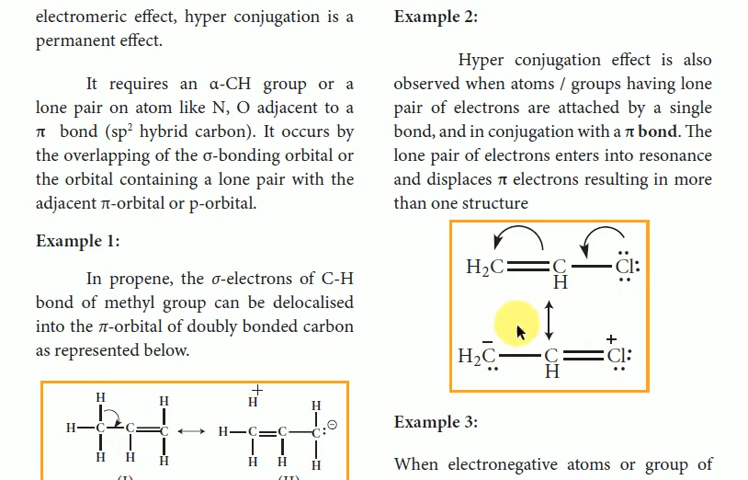 electromeric effect, hyper conjugation is a
permanent effect.
It requires an α-CH group or a
lone pair on atom like N, O adjacent to a
π bond (sp² hybrid carbon). It occurs by
the overlapping of the σ-bonding orbital or
the orbital containing a lone pair with the
adjacent π-orbital or p-orbital.
Example 1:
In propene, the σ-electrons of C-H
bond of methyl group can be delocalised
into the π-orbital of doubly bonded carbon
as represented below.
H H H + H
H C C C H C C C : ⊖
H H H H H H
Example 2:
Hyper conjugation effect is also
observed when atoms / groups having lone
pair of electrons are attached by a single
bond, and in conjugation with a π bond. The
lone pair of electrons enters into resonance
and displaces π electrons resulting in more
than one structure
H₂C C Cl:
H
− +
H₂C C Cl:
H
Example 3:
When electronegative atoms or group of